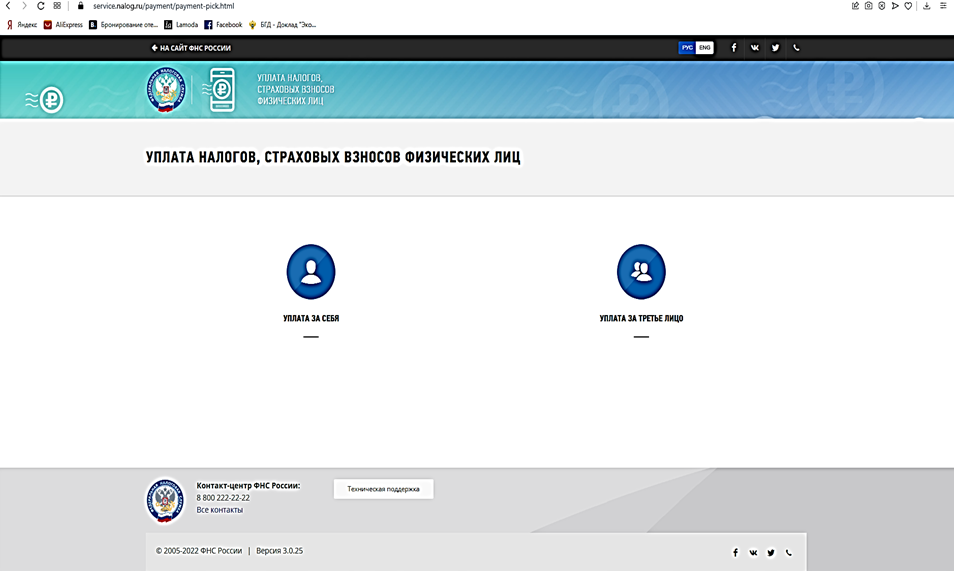 service.nalog.ru/payment/payment-pick.html
Яндекс AliExpress Бронирование оте... Lamoda Facebook БГД - Доклад "Эко...
НА САЙТ ФНС РОССИИ РУС ENG
УПЛАТА НАЛОГОВ,
СТРАХОВЫХ ВЗНОСОВ
ФИЗИЧЕСКИХ ЛИЦ
УПЛАТА НАЛОГОВ, СТРАХОВЫХ ВЗНОСОВ ФИЗИЧЕСКИХ ЛИЦ
УПЛАТА ЗА СЕБЯ УПЛАТА ЗА ТРЕТЬЕ ЛИЦО
Контакт-центр ФНС России:
8 800 222-22-22
Все контакты
Техническая поддержка
© 2005-2022 ФНС России | Версия 3.0.25